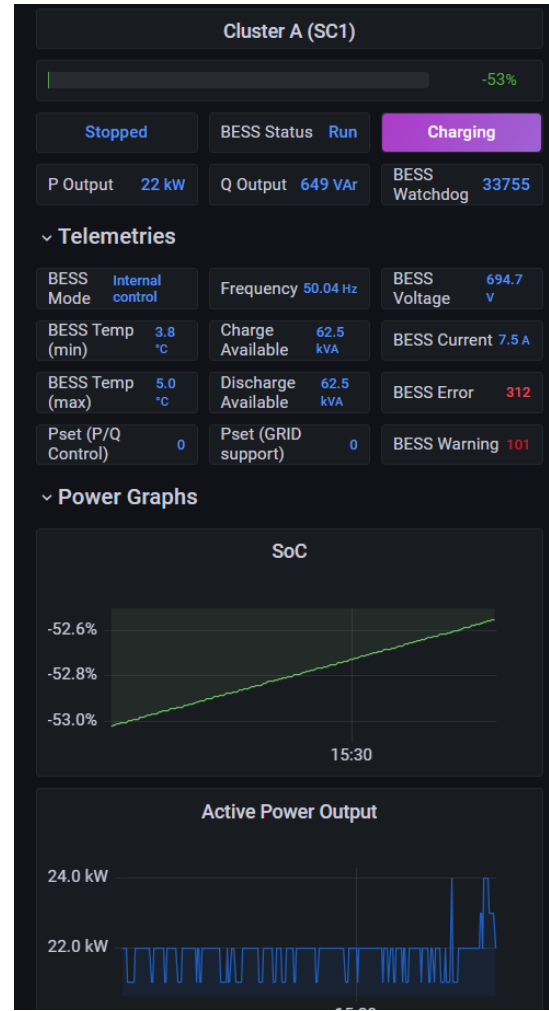 Cluster A (SC1)
-53%
Stopped
BESS Status Run
Charging
P Output 22 kW
Q Output 649 VAr
BESS
Watchdog 33755
Telemetries
BESS Internal
Mode control
Frequency 50.04 Hz
BESS 694.7
Voltage V
BESS Temp 3.8
(min) °C
Charge 62.5
Available kVA
BESS Current 7.5 A
BESS Temp 5.0
(max) °C
Discharge 62.5
Available kVA
BESS Error 312
Pset (P/Q
Control) 0
Pset (GRID
support) 0
BESS Warning 101
Power Graphs
SoC
-52.6%
-52.8%
-53.0%
15:30
Active Power Output
24.0 kW
22.0 kW